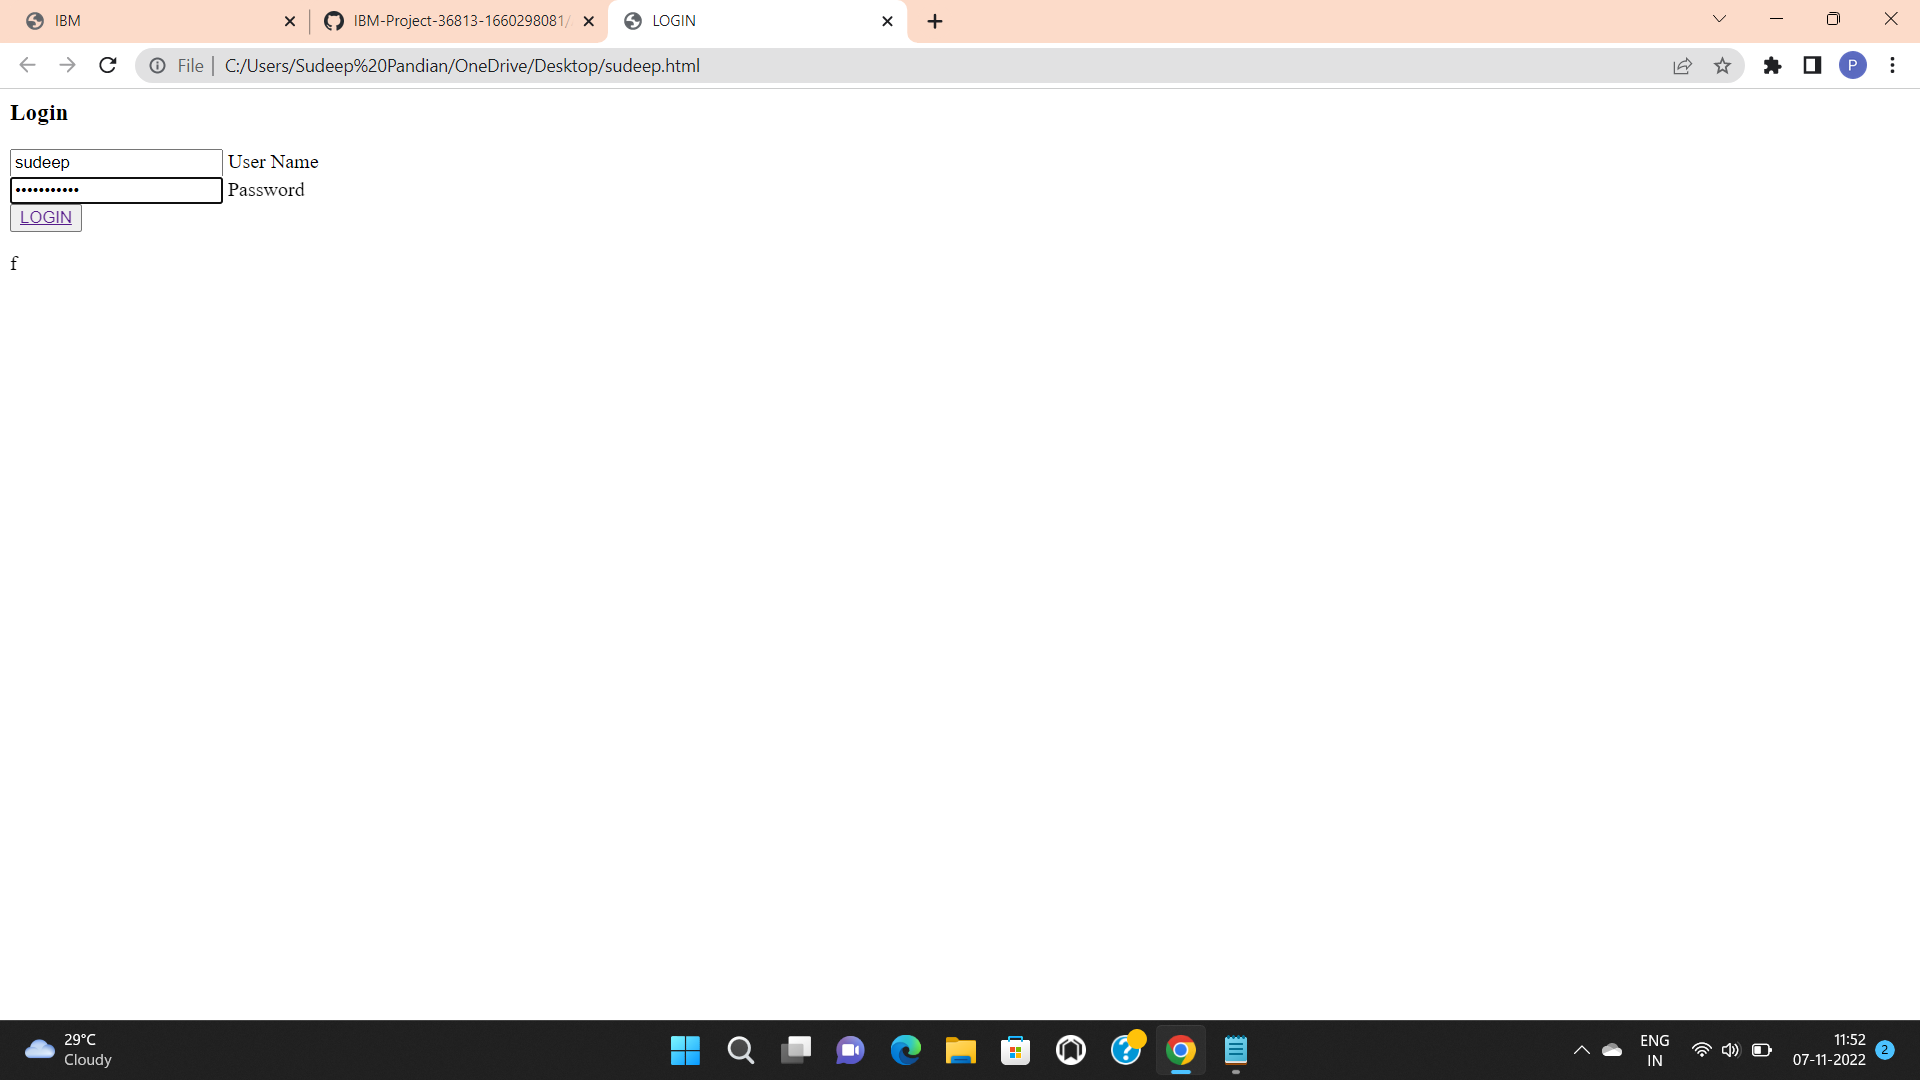 IBM
IBM-Project-36813-1660298081/
LOGIN
File
C:/Users/Sudeep%20Pandian/OneDrive/Desktop/sudeep.html
P
Login
sudeep User Name
••••••••••• Password
LOGIN
f
29°C
Cloudy
ENG
IN
11:52
07-11-2022
2